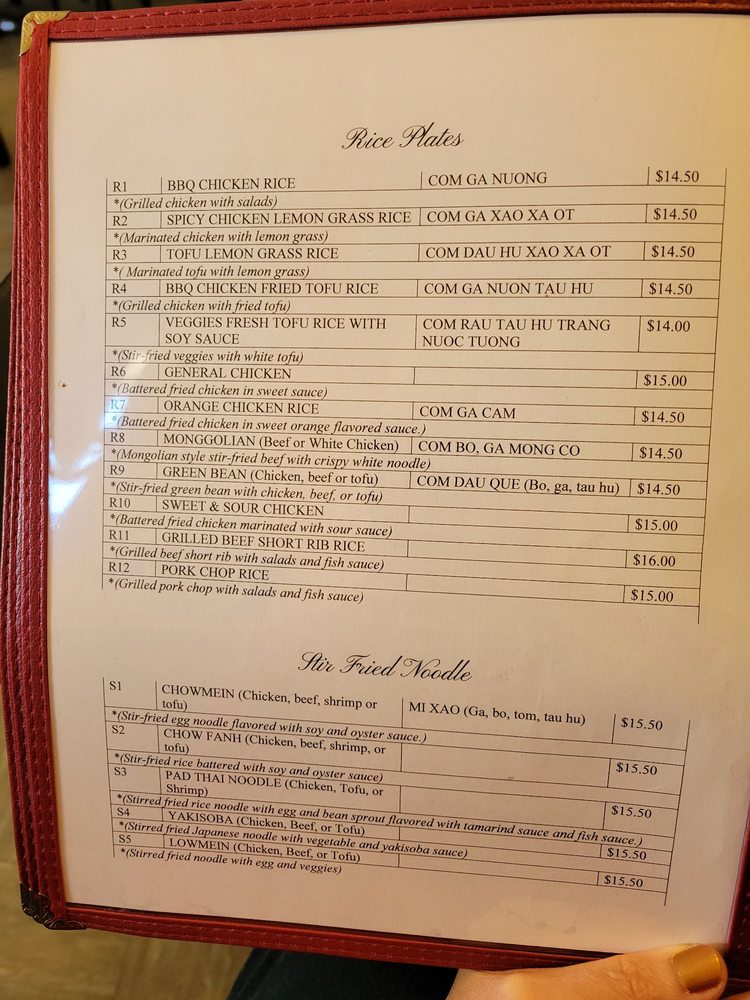 Rice Plates
R1 BBQ CHICKEN RICE COM GA NUONG $14.50
*(Grilled chicken with salads)
R2 SPICY CHICKEN LEMON GRASS RICE COM GA XAO XA OT $14.50
*(Marinated chicken with lemon grass)
R3 TOFU LEMON GRASS RICE COM DAU HU XAO XA OT $14.50
*( Marinated tofu with lemon grass)
R4 BBQ CHICKEN FRIED TOFU RICE COM GA NUON TAU HU $14.50
*(Grilled chicken with fried tofu)
R5 VEGGIES FRESH TOFU RICE WITH COM RAU TAU HU TRANG $14.00
SOY SAUCE NUOC TUONG
*(Stir-fried veggies with white tofu)
R6 GENERAL CHICKEN $15.00
*(Battered fried chicken in sweet sauce)
R7 ORANGE CHICKEN RICE COM GA CAM $14.50
*(Battered fried chicken in sweet orange flavored sauce.)
R8 MONGGOLIAN (Beef or White Chicken) COM BO, GA MONG CO $14.50
*(Mongolian style stir-fried beef with crispy white noodle)
R9 GREEN BEAN (Chicken, beef or tofu) COM DAU QUE (Bo, ga, tau hu) $14.50
*(Stir-fried green bean with chicken, beef, or tofu)
R10 SWEET & SOUR CHICKEN $15.00
*(Battered fried chicken marinated with sour sauce)
R11 GRILLED BEEF SHORT RIB RICE $16.00
*(Grilled beef short rib with salads and fish sauce)
R12 PORK CHOP RICE $15.00
*(Grilled pork chop with salads and fish sauce)
Stir Fried Noodle
S1 CHOWMEIN (Chicken, beef, shrimp or MI XAO (Ga, bo, tom, tau hu) $15.50
tofu)
*(Stir-fried egg noodle flavored with soy and oyster sauce.)
S2 CHOW FANH (Chicken, beef, shrimp, or $15.50
tofu)
*(Stir-fried rice battered with soy and oyster sauce)
S3 PAD THAI NOODLE (Chicken, Tofu, or $15.50
Shrimp)
*(Stirred fried rice noodle with egg and bean sprout flavored with tamarind sauce and fish sauce.)
S4 YAKISOBA (Chicken, Beef, or Tofu) $15.50
*(Stirred fried Japanese noodle with vegetable and yakisoba sauce)
S5 LOWMEIN (Chicken, Beef, or Tofu) $15.50
*(Stirred fried noodle with egg and veggies)